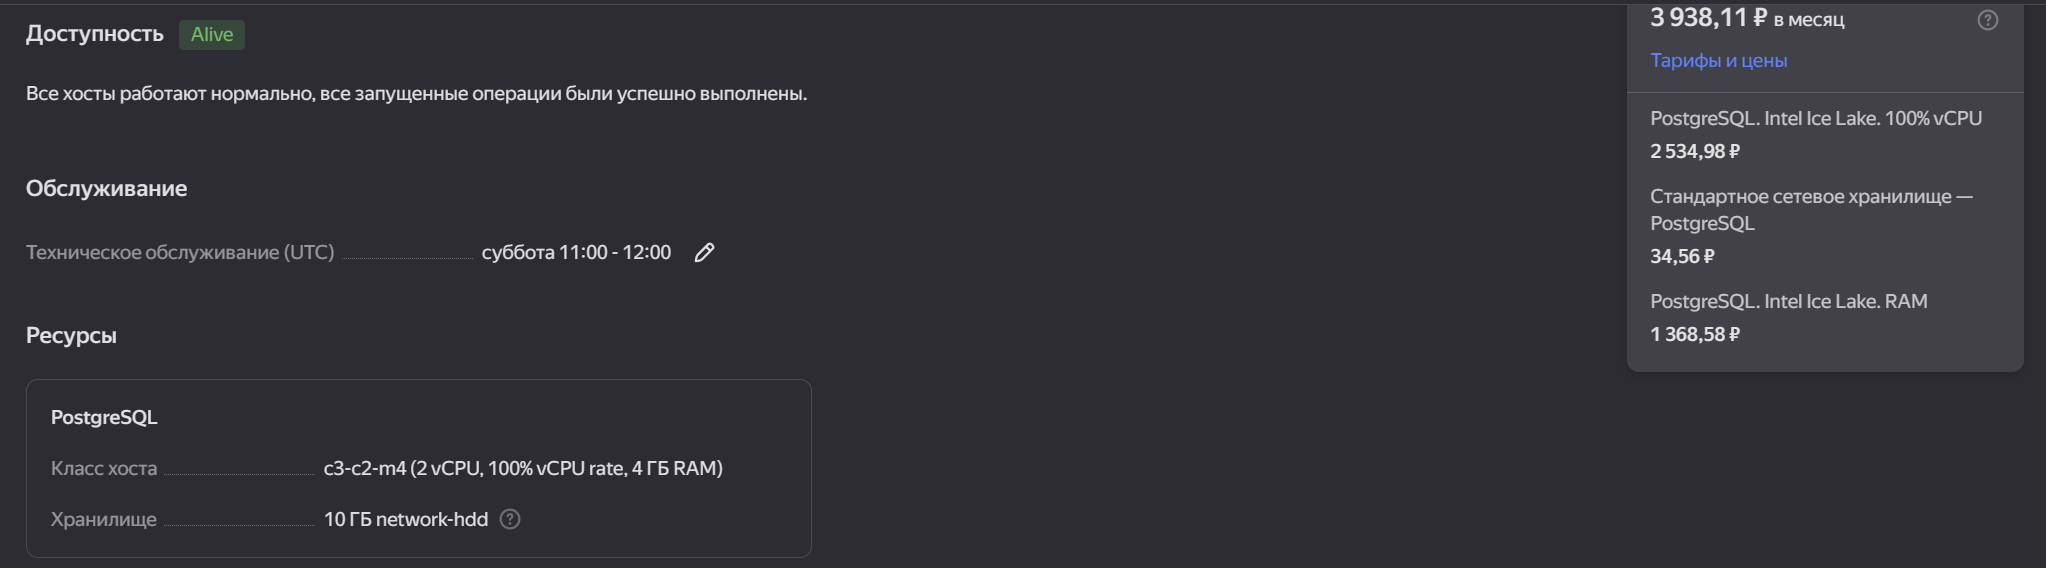 Доступность Alive
Все хосты работают нормально, все запущенные операции были успешно выполнены.
Обслуживание
Техническое обслуживание (UTC) суббота 11:00 - 12:00
Ресурсы
PostgreSQL
Класс хоста c3-c2-m4 (2 vCPU, 100% vCPU rate, 4 ГБ RAM)
Хранилище 10 ГБ network-hdd ?
3 938,11 ₽ в месяц ?
Тарифы и цены
PostgreSQL. Intel Ice Lake. 100% vCPU
2 534,98 ₽
Стандартное сетевое хранилище —
PostgreSQL
34,56 ₽
PostgreSQL. Intel Ice Lake. RAM
1 368,58 ₽